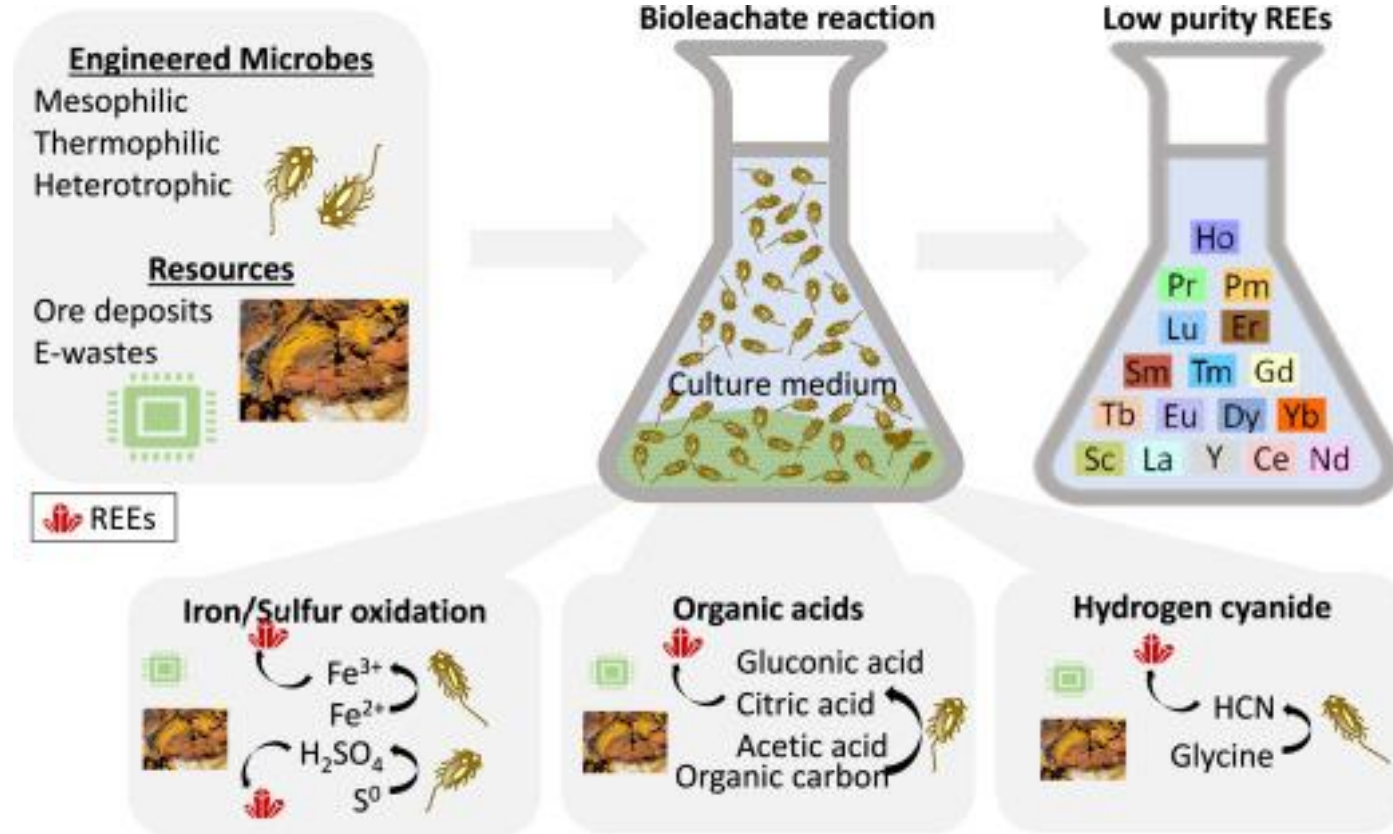 Engineered Microbes
Mesophilic
Thermophilic
Heterotrophic
Resources
Ore deposits
E-wastes
REEs
Bioleachate reaction
Culture medium
Low purity REEs
Ho
Pr Pm
Lu Er
Sm Tm Gd
Tb Eu Dy Yb
Sc La Y Ce Nd
Iron/Sulfur oxidation
Fe³⁺
Fe²⁺
H₂SO₄
S⁰
Organic acids
Gluconic acid
Citric acid
Acetic acid
Organic carbon
Hydrogen cyanide
HCN
Glycine